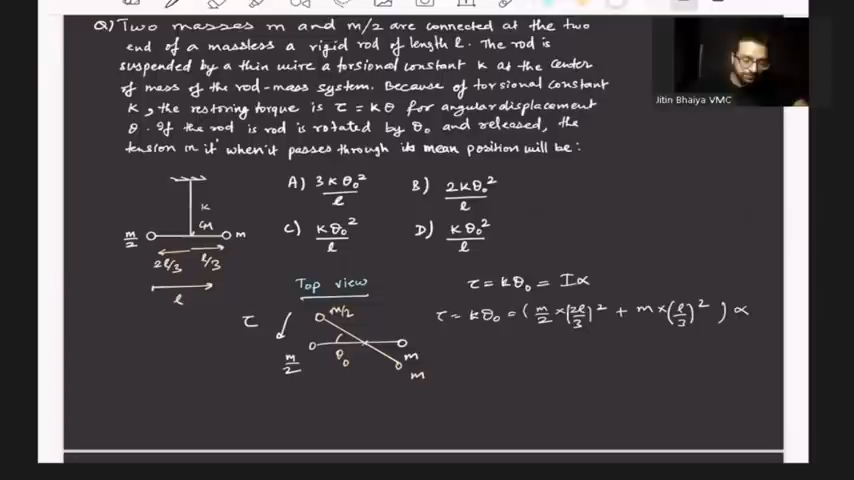 Q) Two masses m and m/2 are connected at the two
end of a massless a rigid rod of length l. The rod is
suspended by a thin wire a torsional constant K at the center
of mass of the rod-mass system. Because of torsional constant
K, the restoring torque is τ = Kθ for angular displacement
θ. If the rod is rod is rotated by θ₀ and released, the
tension in it when it passes through its mean position will be:
Jitin Bhaiya VMC
A) 3Kθ₀²/l B) 2Kθ₀²/l
C) Kθ₀²/l D) Kθ₀²/l
K
CM
m/2 m
2l/3 l/3
l
Top view
τ m/2
m/2 θ₀ m
m
τ = Kθ₀ = Iα
τ = Kθ₀ = (m/2 × (2l/3)² + m × (l/3)²) α